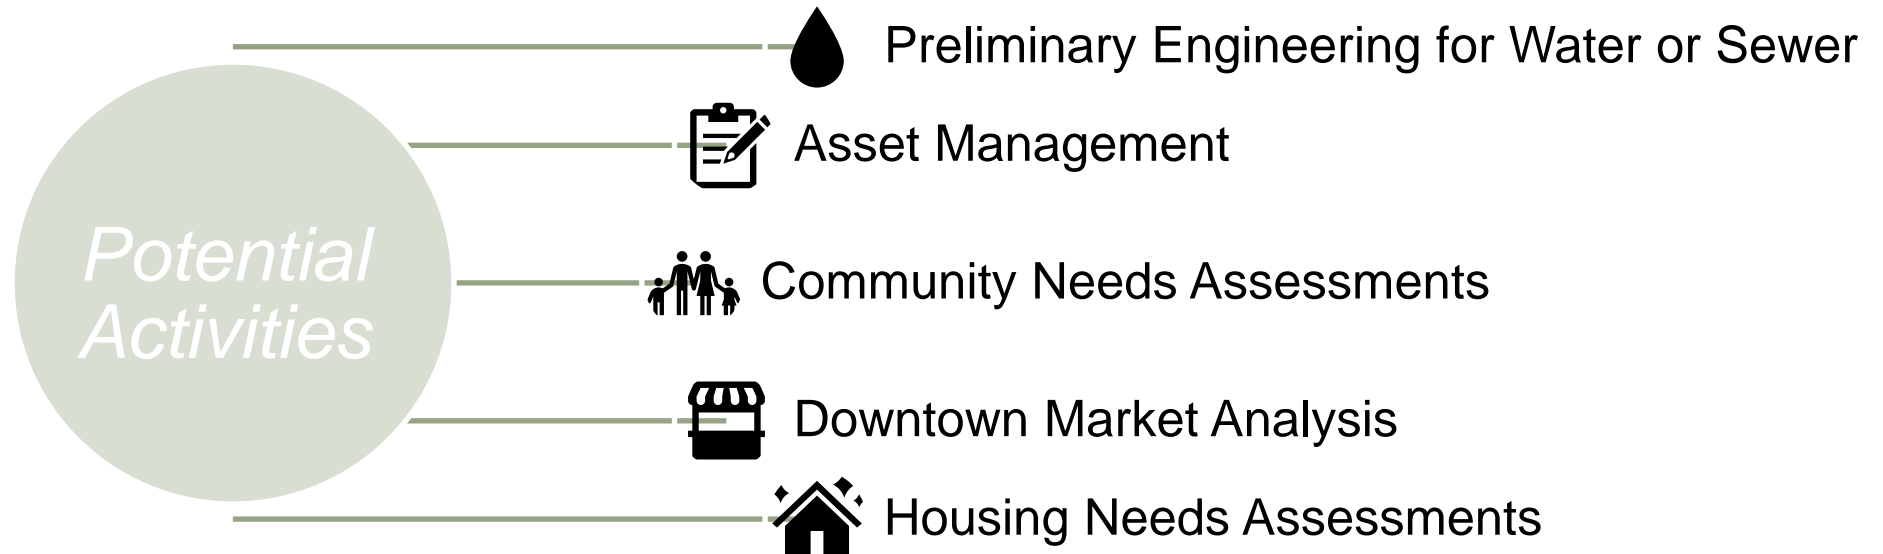 Preliminary Engineering for Water or Sewer
Asset Management
Potential
Activities
Community Needs Assessments
Downtown Market Analysis
Housing Needs Assessments